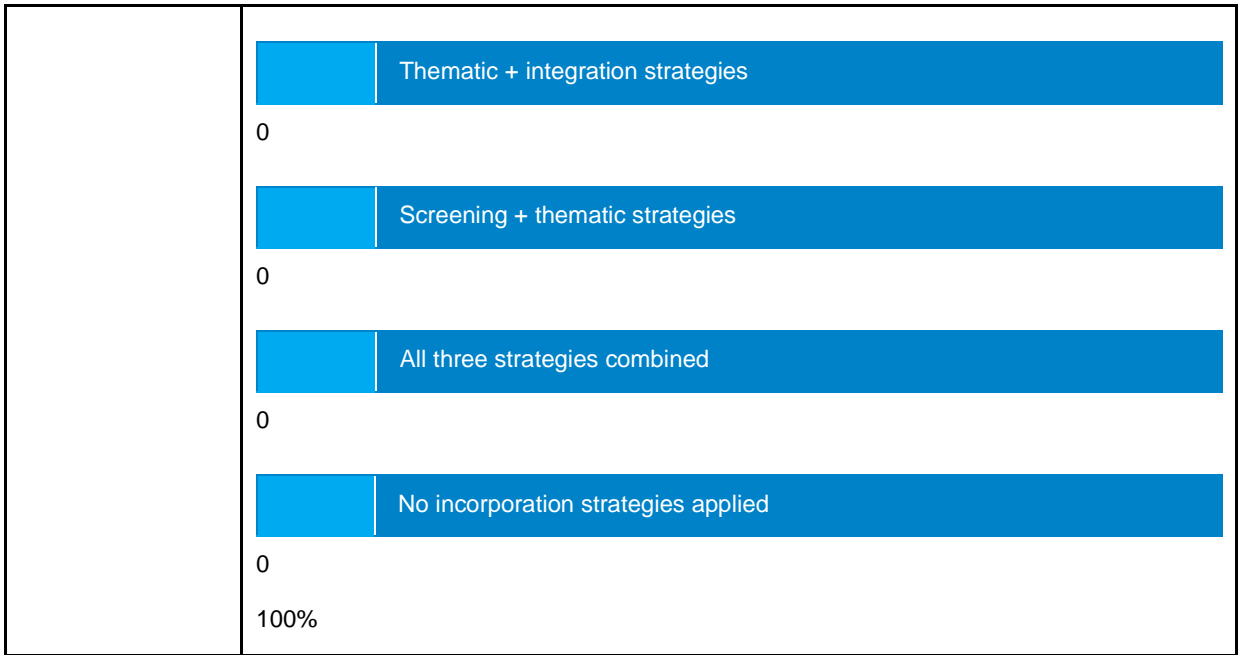 Thematic + integration strategies
0
Screening + thematic strategies
0
All three strategies combined
0
No incorporation strategies applied
0
100%